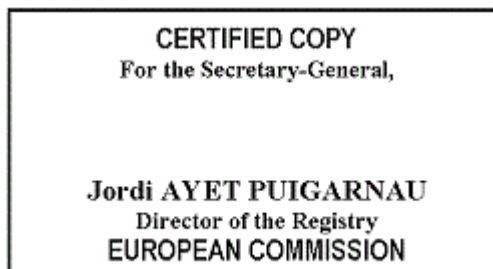 CERTIFIED COPY
For the Secretary-General,
Jordi AYET PUIGARNAU
Director of the Registry
EUROPEAN COMMISSION